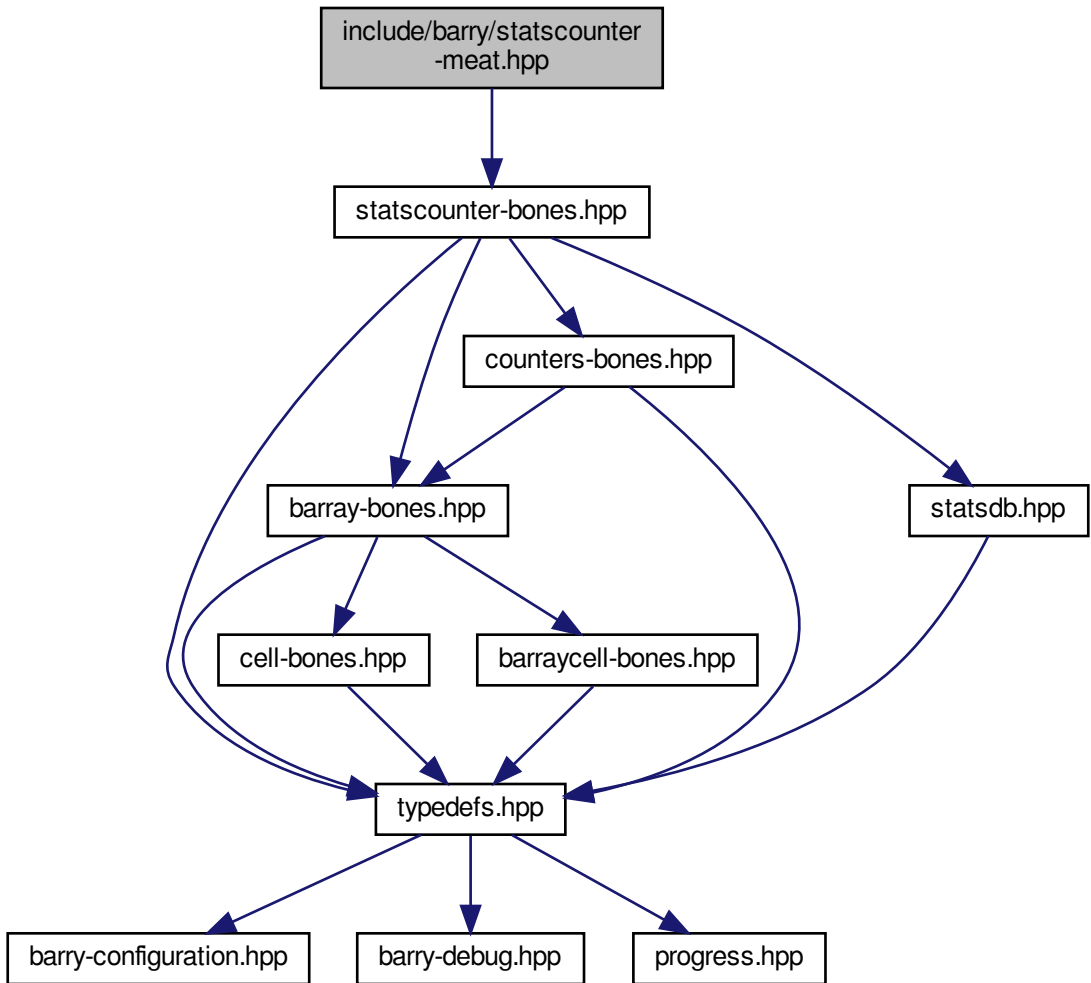 include/barry/statscounter
-meat.hpp
statscounter-bones.hpp
counters-bones.hpp
barray-bones.hpp
statsdb.hpp
cell-bones.hpp
barraycell-bones.hpp
typedefs.hpp
barry-configuration.hpp
barry-debug.hpp
progress.hpp